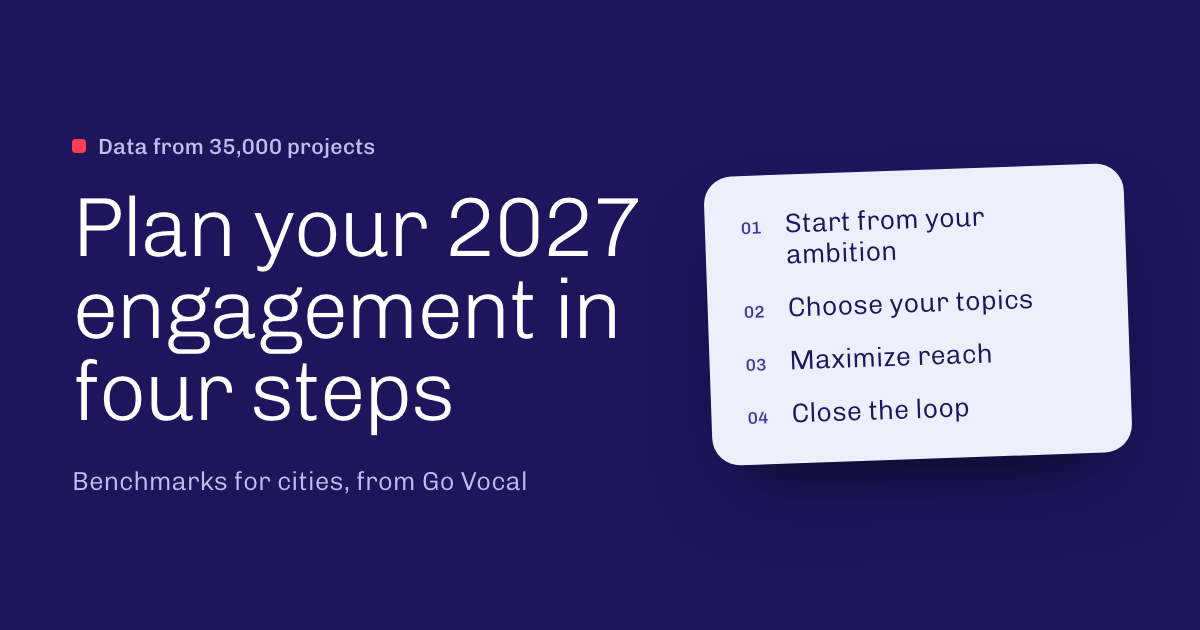 Data from 35,000 projects
Plan your 2027
engagement in
four steps
Benchmarks for cities, from Go Vocal
01 Start from your
ambition
02 Choose your topics
03 Maximize reach
04 Close the loop